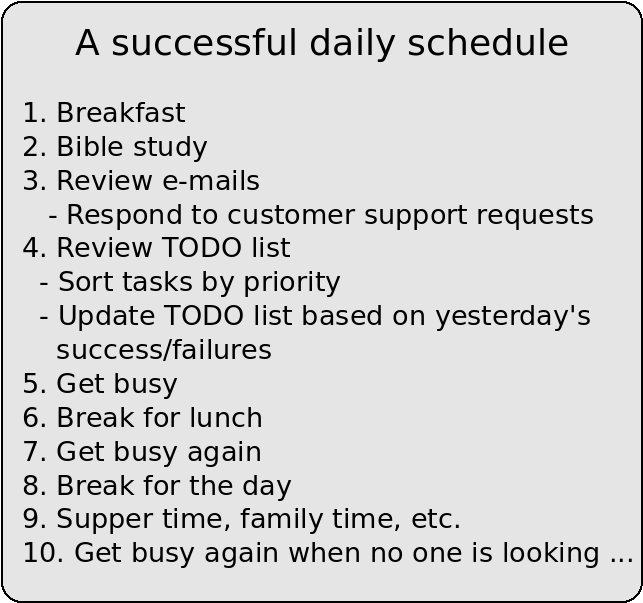 A successful daily schedule
1. Breakfast
2. Bible study
3. Review e-mails
- Respond to customer support requests
4. Review TODO list
- Sort tasks by priority
- Update TODO list based on yesterday's
success/failures
5. Get busy
6. Break for lunch
7. Get busy again
8. Break for the day
9. Supper time, family time, etc.
10. Get busy again when no one is looking ...